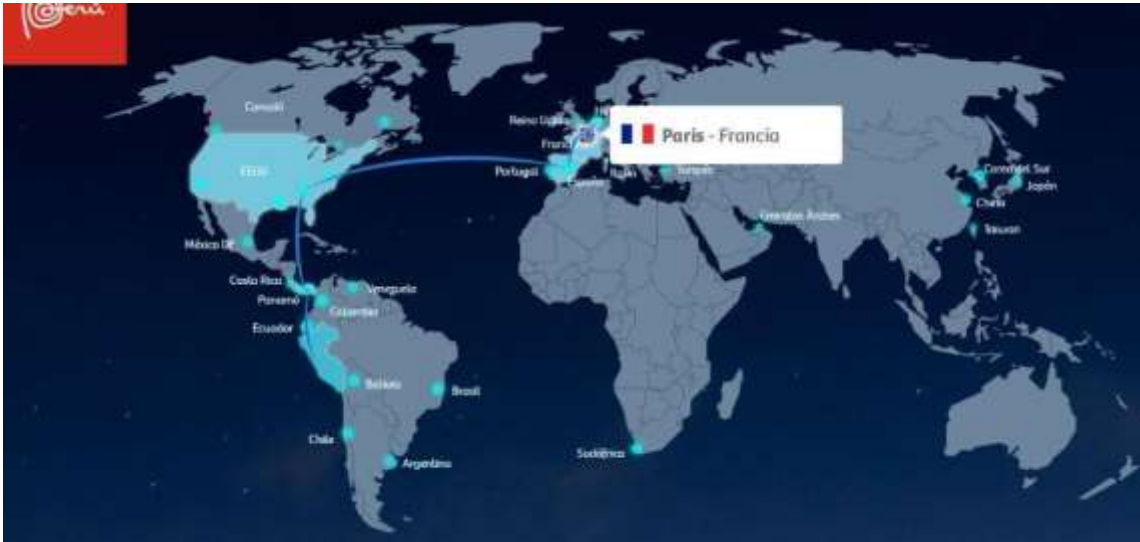 Perú
Canadá
Reino Unido
Paris - Francia
EEUU
Portugal
Corea del Sur
Japón
China
Emiratos Árabes
Taiwan
México DF
Costa Rica
Venezuela
Panamá
Colombia
Ecuador
Bolivia
Brasil
Chile
Sudáfrica
Argentina